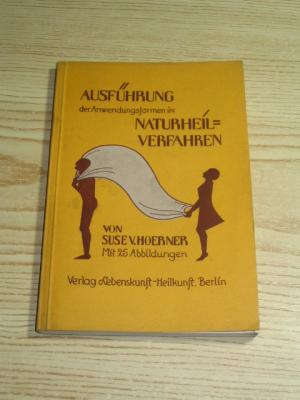 AUSFÜHRUNG
der Anwendungsformen im
NATURHEIL=
VERFAHREN
VON
SUSE V. HOERNER
Mit 25 Abbildungen
Verlag Lebenskunst-Heilkunst, Berlin